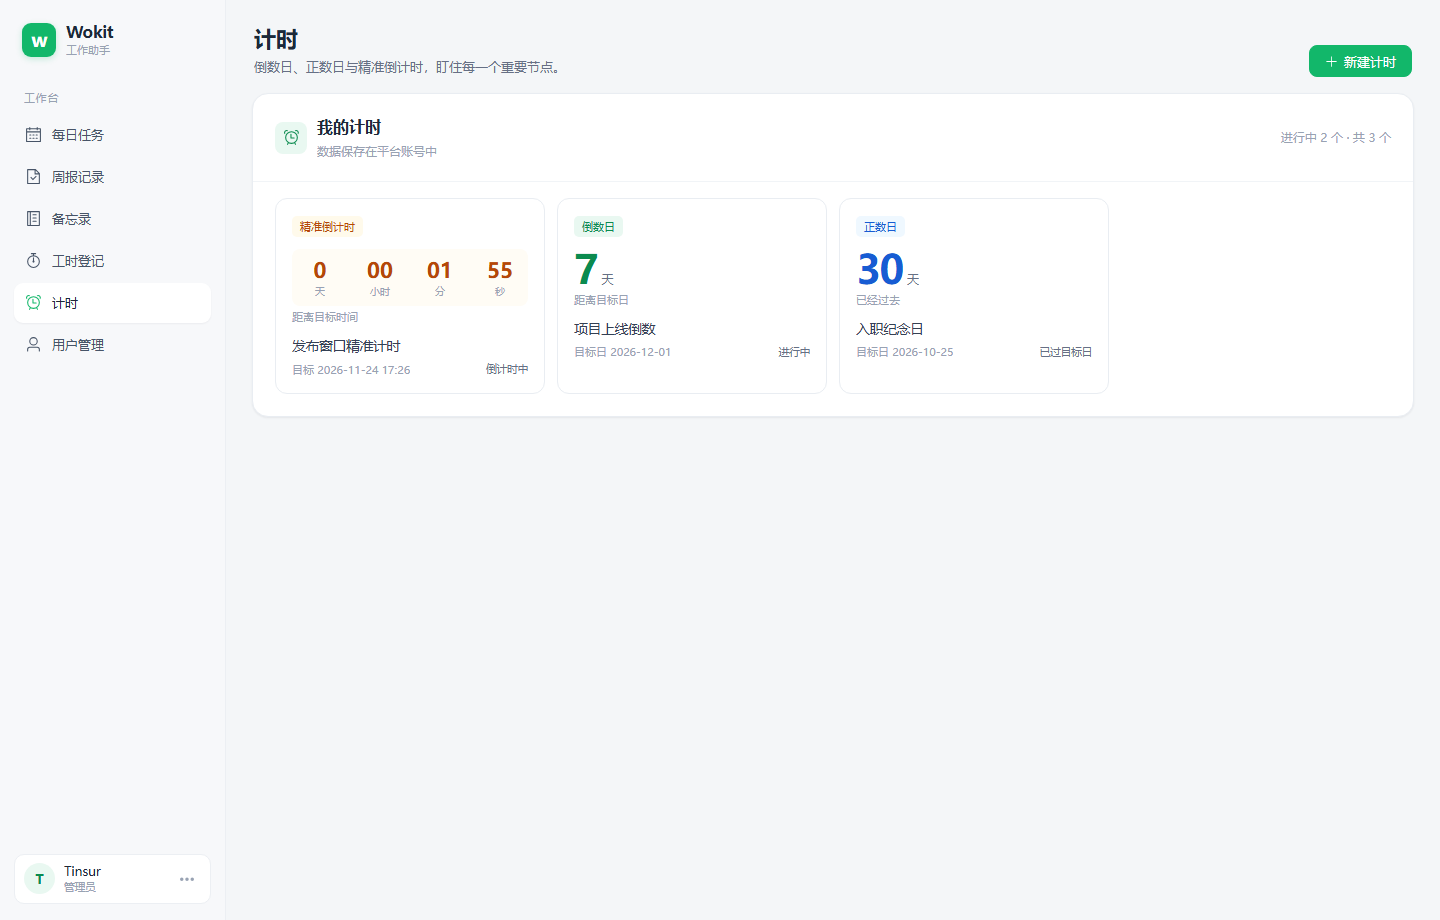 w
Wokit
工作助手
工作台
每日任务
周报记录
备忘录
工时登记
计时
用户管理
T
Tinsur
管理员
计时
倒数日、正数日与精准倒计时，盯住每一个重要节点。
新建计时
我的计时
数据保存在平台账号中
进行中 2 个 · 共 3 个
精准倒计时
0 00 01 55
天 小时 分 秒
距离目标时间
发布窗口精准计时
目标 2026-11-24 17:26 倒计时中
倒数日
7 天
距离目标日
项目上线倒数
目标日 2026-12-01 进行中
正数日
30 天
已经过去
入职纪念日
目标日 2026-10-25 已过目标日